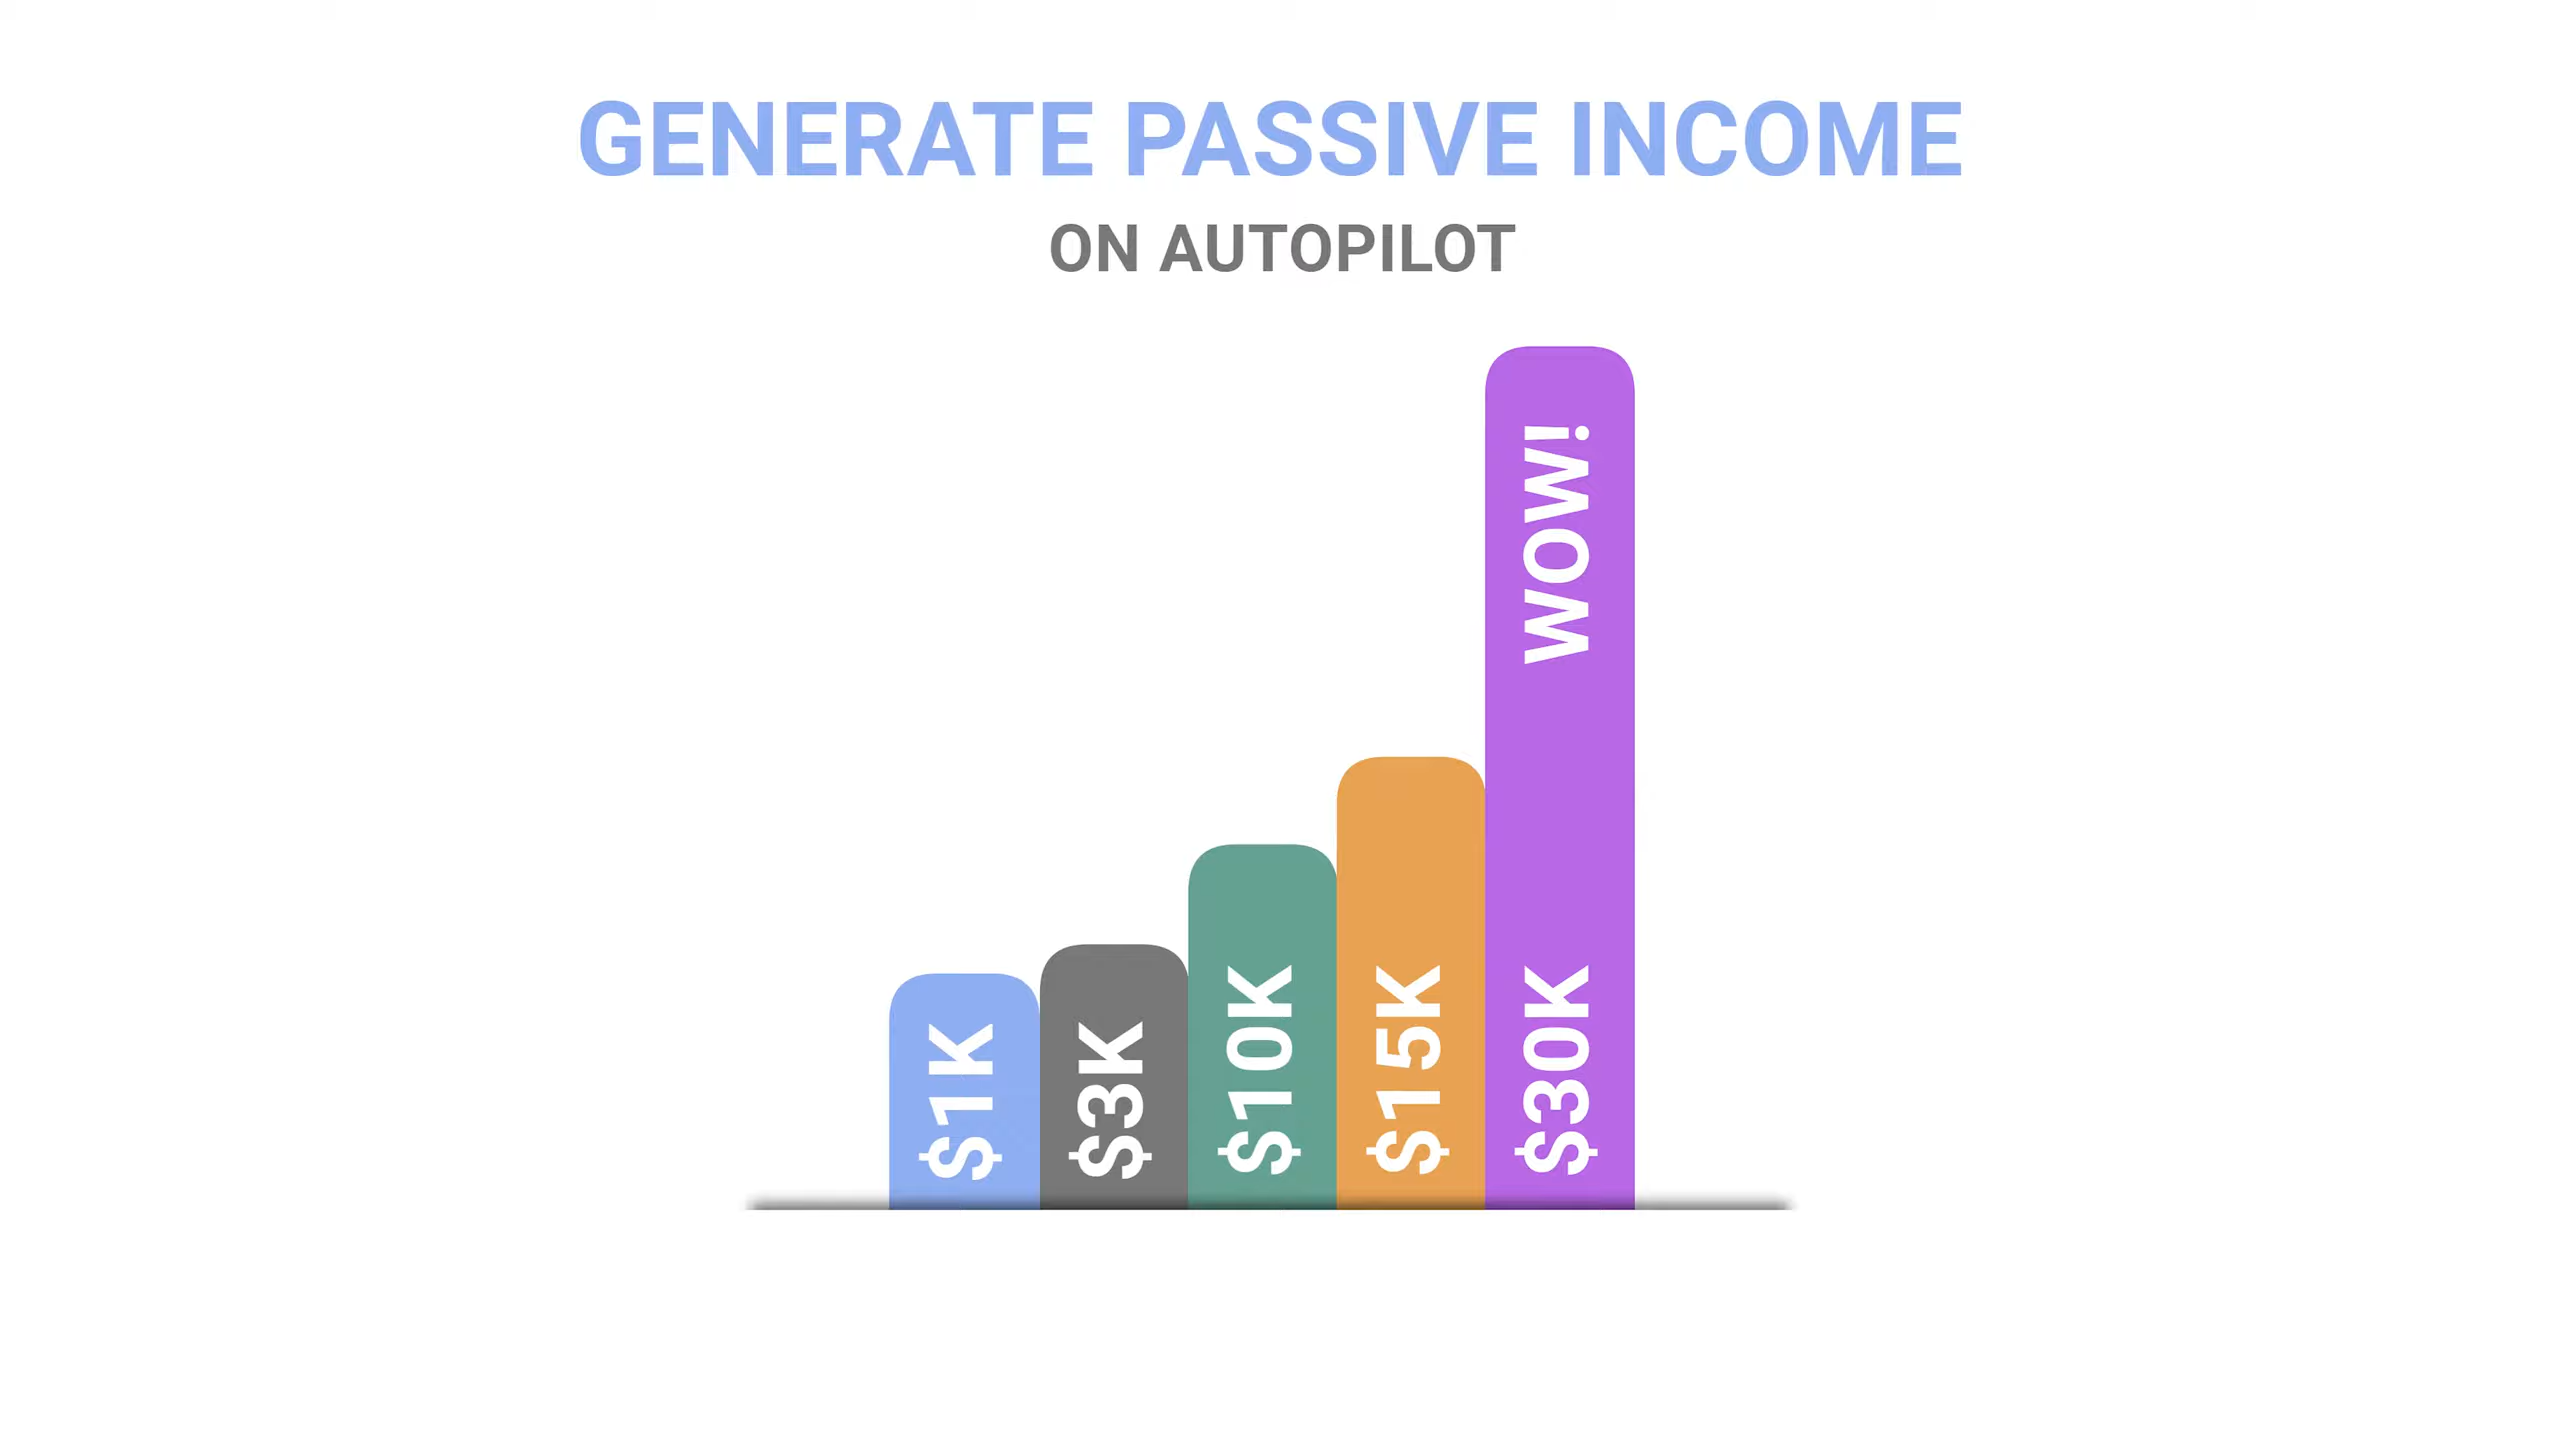 GENERATE PASSIVE INCOME
ON AUTOPILOT
$1K
$3K
$10K
$15K
$30K
WOW!